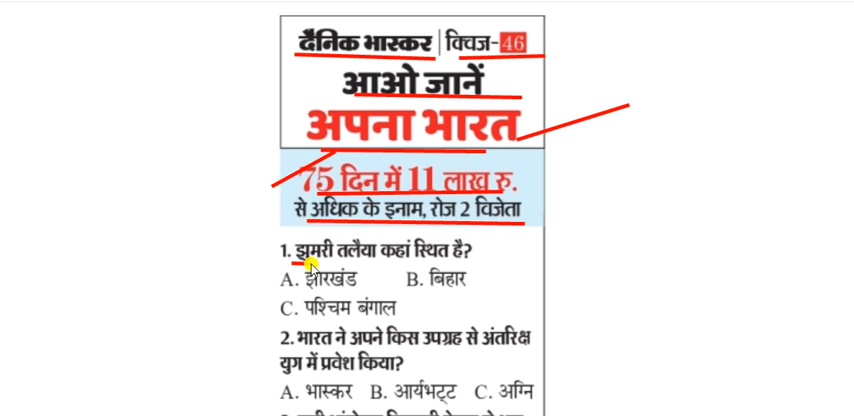 दैनिक भास्कर | क्विज-46
आओ जानें
अपना भारत
75 दिन में 11 लाख रु.
से अधिक के इनाम, रोज 2 विजेता
1. झुमरी तलैया कहां स्थित है?
A. झारखंड B. बिहार
C. पश्चिम बंगाल
2. भारत ने अपने किस उपग्रह से अंतरिक्ष
युग में प्रवेश किया?
A. भास्कर B. आर्यभट्ट C. अग्नि